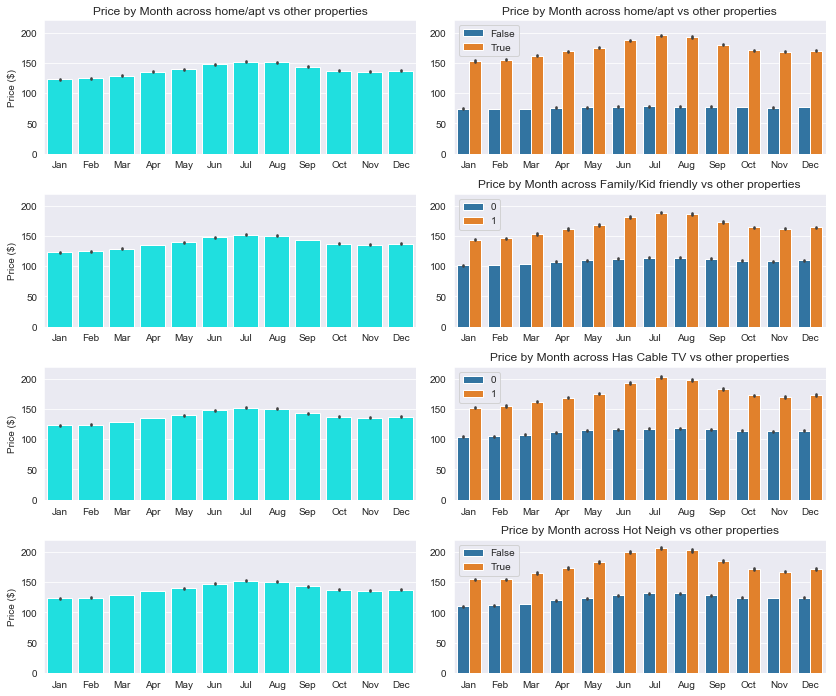 Price by Month across home/apt vs other properties
Price ($)
200
150
100
50
0
Jan Feb Mar Apr May Jun Jul Aug Sep Oct Nov Dec
Price by Month across home/apt vs other properties
False
True
200
150
100
50
0
Jan Feb Mar Apr May Jun Jul Aug Sep Oct Nov Dec
Price ($)
200
150
100
50
0
Jan Feb Mar Apr May Jun Jul Aug Sep Oct Nov Dec
Price by Month across Family/Kid friendly vs other properties
0
1
200
150
100
50
0
Jan Feb Mar Apr May Jun Jul Aug Sep Oct Nov Dec
Price ($)
200
150
100
50
0
Jan Feb Mar Apr May Jun Jul Aug Sep Oct Nov Dec
Price by Month across Has Cable TV vs other properties
0
1
200
150
100
50
0
Jan Feb Mar Apr May Jun Jul Aug Sep Oct Nov Dec
Price ($)
200
150
100
50
0
Jan Feb Mar Apr May Jun Jul Aug Sep Oct Nov Dec
Price by Month across Hot Neigh vs other properties
False
True
200
150
100
50
0
Jan Feb Mar Apr May Jun Jul Aug Sep Oct Nov Dec